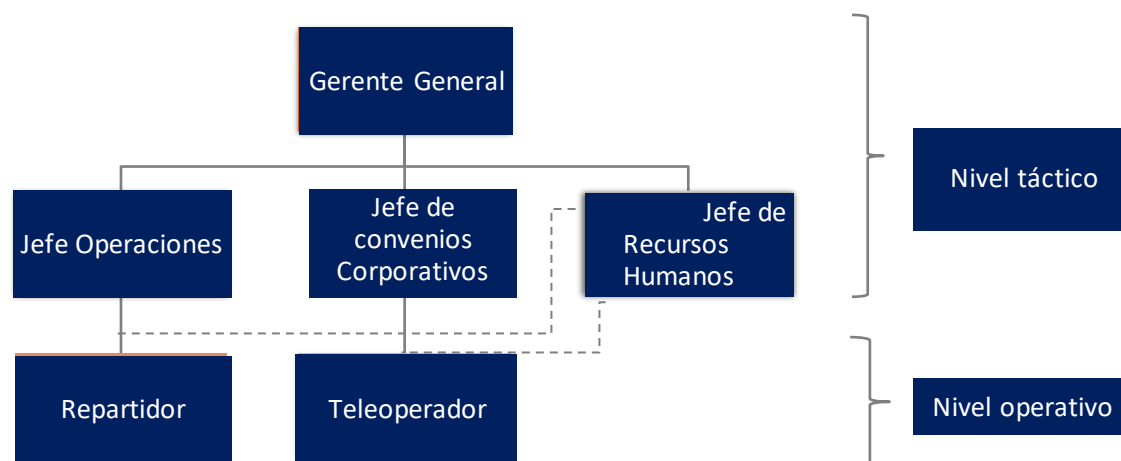 Gerente General
Nivel táctico
Jefe Operaciones
Jefe de
convenios
Corporativos
Jefe de
Recursos
Humanos
Repartidor
Teleoperador
Nivel operativo